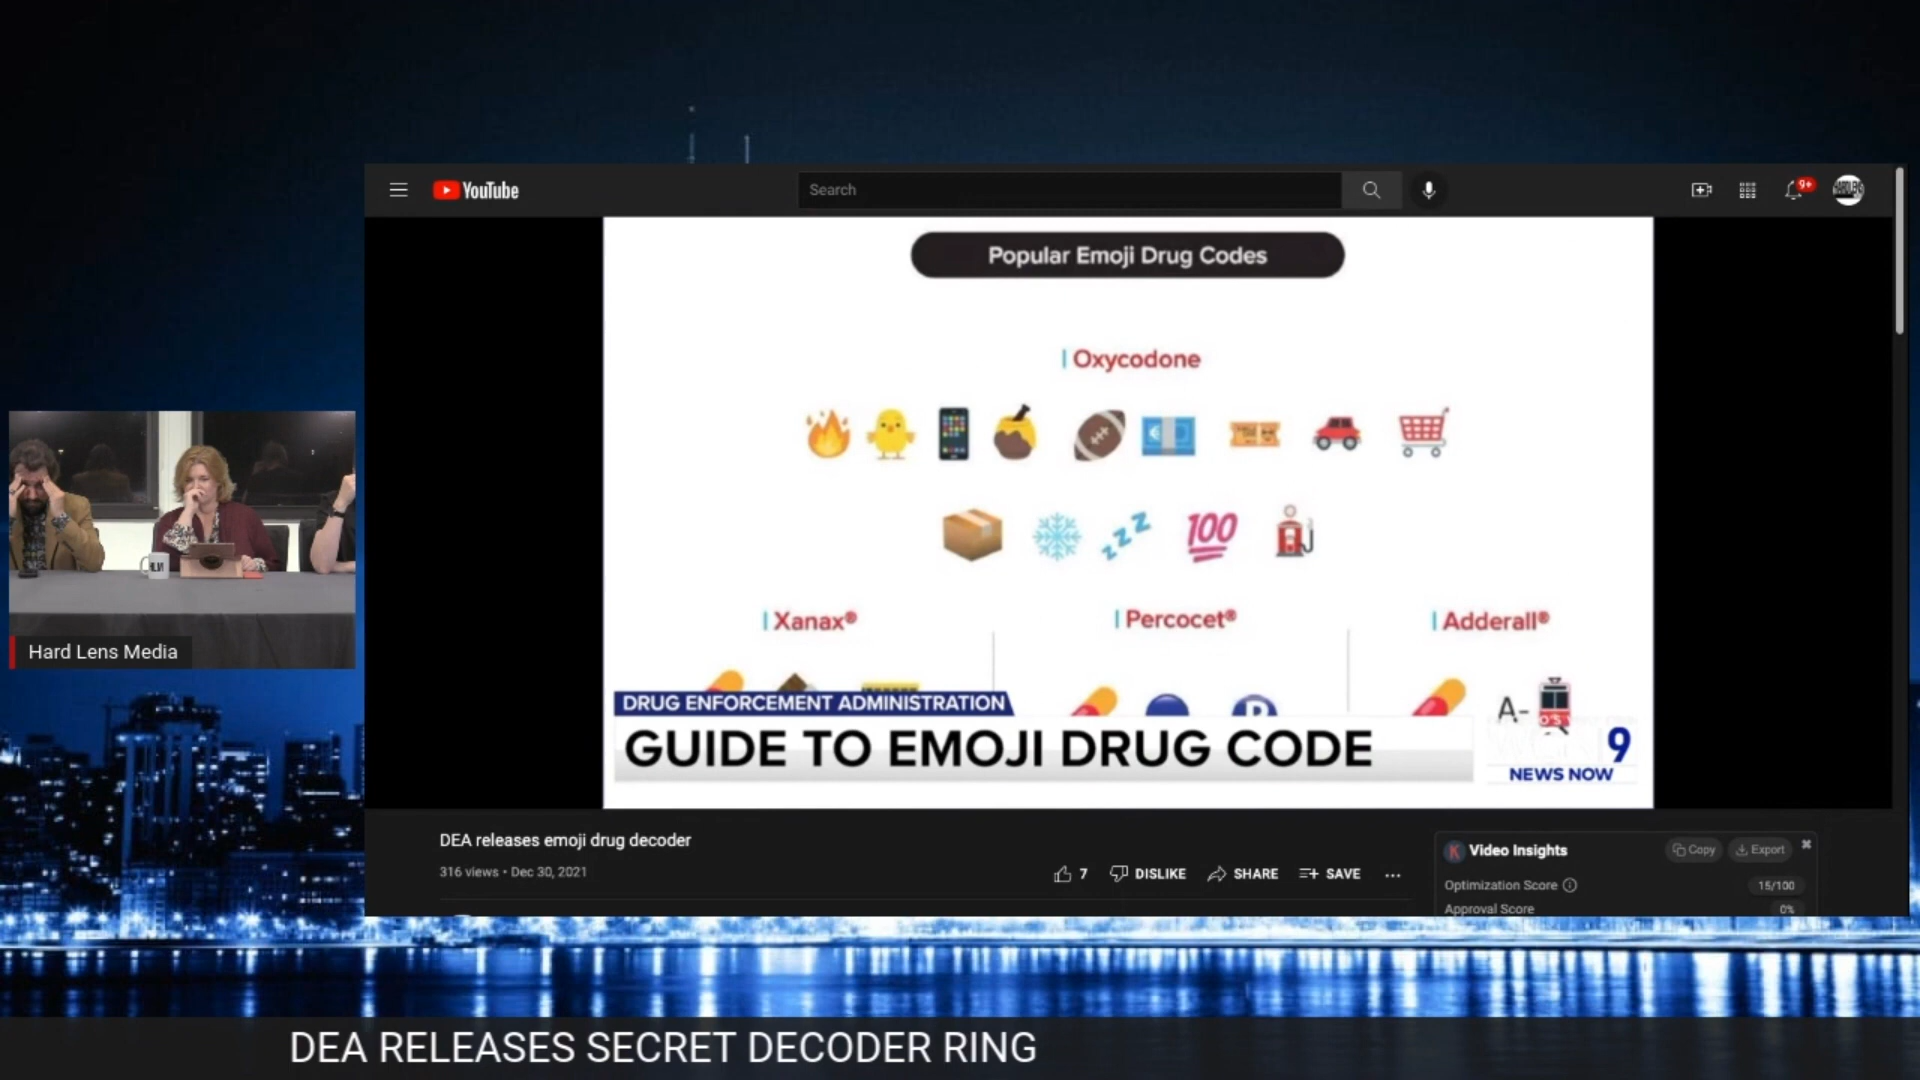 YouTube
Search
9+
Popular Emoji Drug Codes
Oxycodone
100
Xanax®
Percocet®
Adderall®
A-
DRUG ENFORCEMENT ADMINISTRATION
GUIDE TO EMOJI DRUG CODE
9
NEWS NOW
HLM
Hard Lens Media
DEA releases emoji drug decoder
316 views • Dec 30, 2021
7
DISLIKE
SHARE
SAVE
Video Insights
Copy
Export
Optimization Score
15/100
Approval Score
0%
DEA RELEASES SECRET DECODER RING